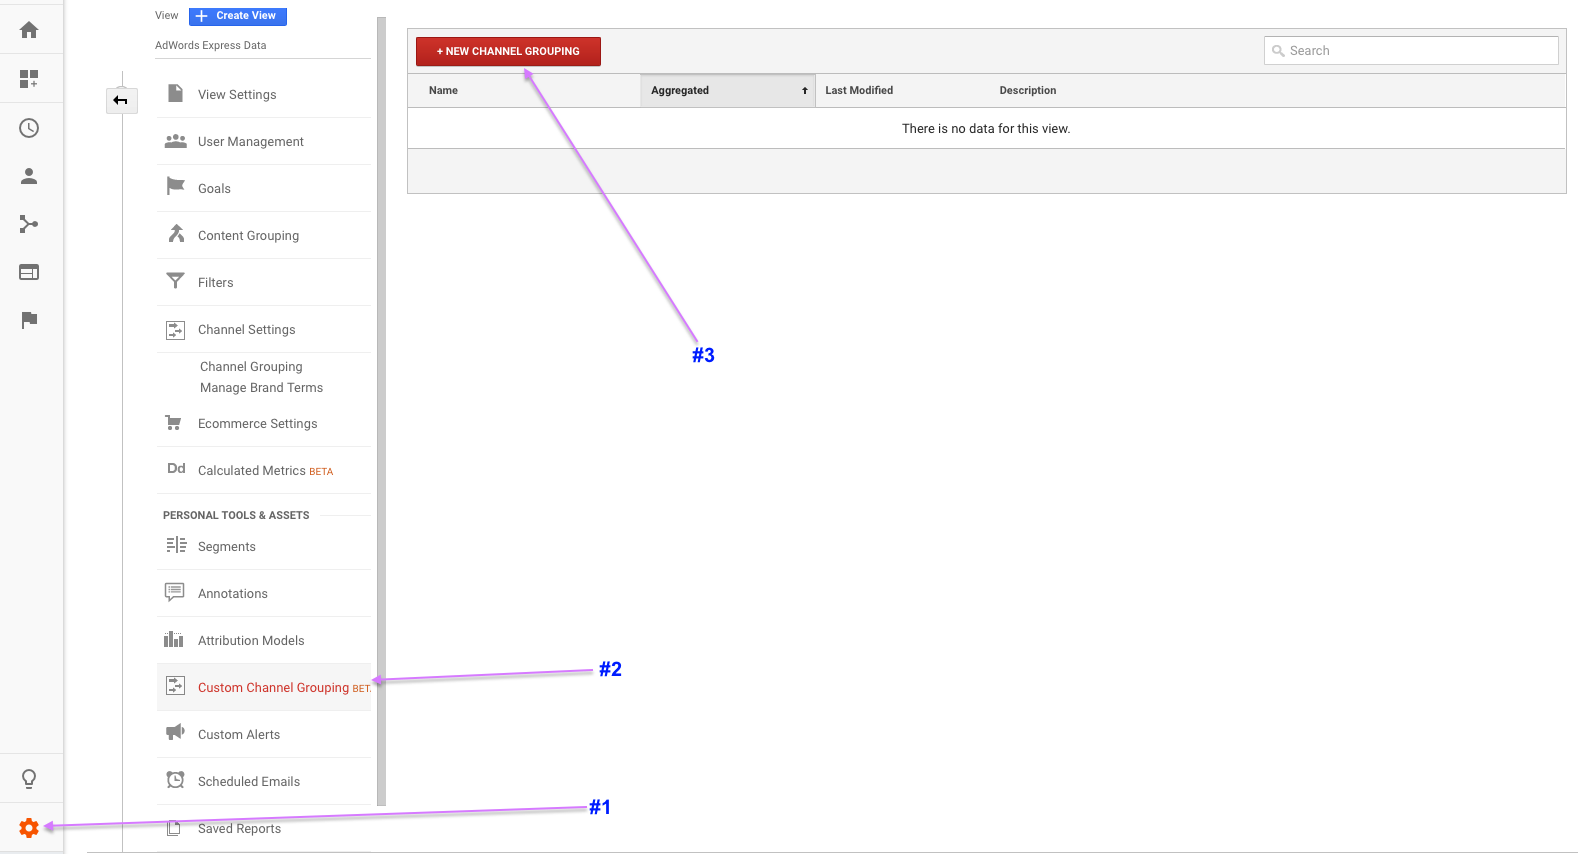 View
Create View
AdWords Express Data
View Settings
User Management
Goals
Content Grouping
Filters
Channel Settings
Channel Grouping
Manage Brand Terms
Ecommerce Settings
Dd Calculated Metrics BETA
PERSONAL TOOLS & ASSETS
Segments
Annotations
Attribution Models
Custom Channel Grouping BET
Custom Alerts
Scheduled Emails
Saved Reports
+ NEW CHANNEL GROUPING
Search
Name Aggregated Last Modified Description
There is no data for this view.
#3
#2
#1